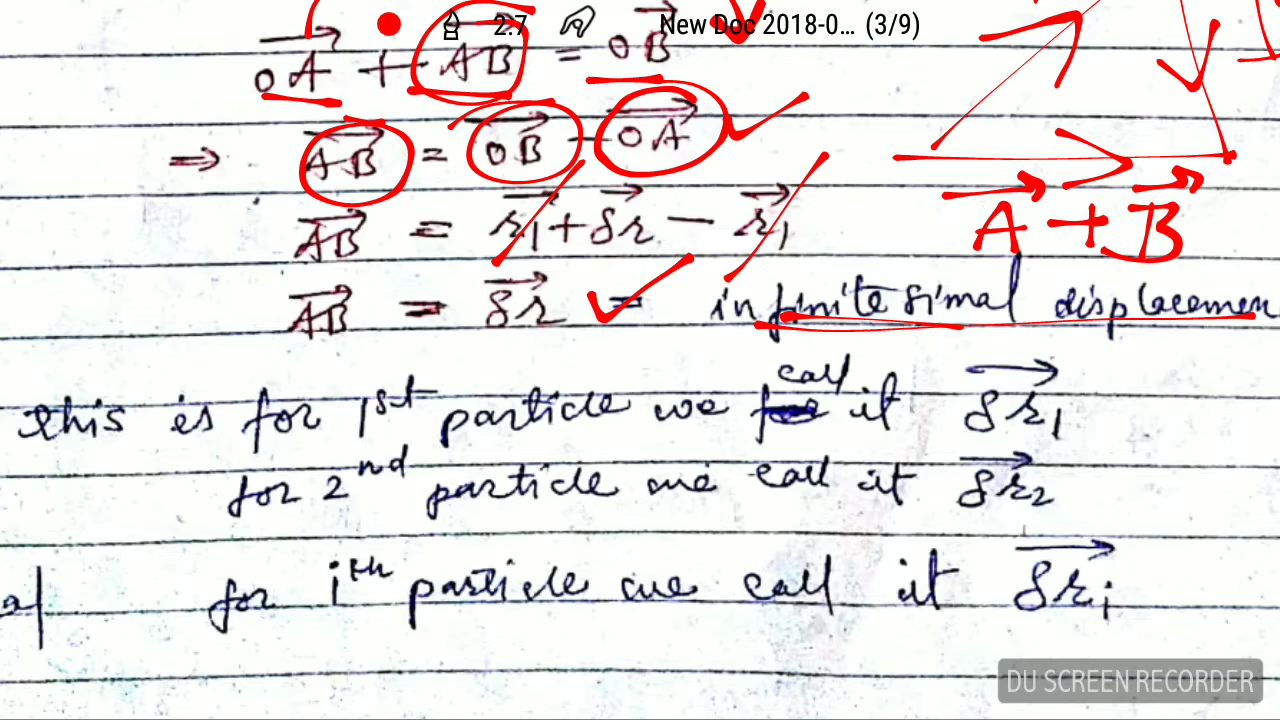 2.7 New Doc 2018-0... (3/9)
OA + AB = OB
⇒ AB = OB - OA
A + B
AB = r₁ + δr - r₁
AB = δr = infinitesimal displacemen
this is for 1st particle we call it δr₁
for 2nd particle we call it δr₂
for ith particle we call it δrᵢ
DU SCREEN RECORDER